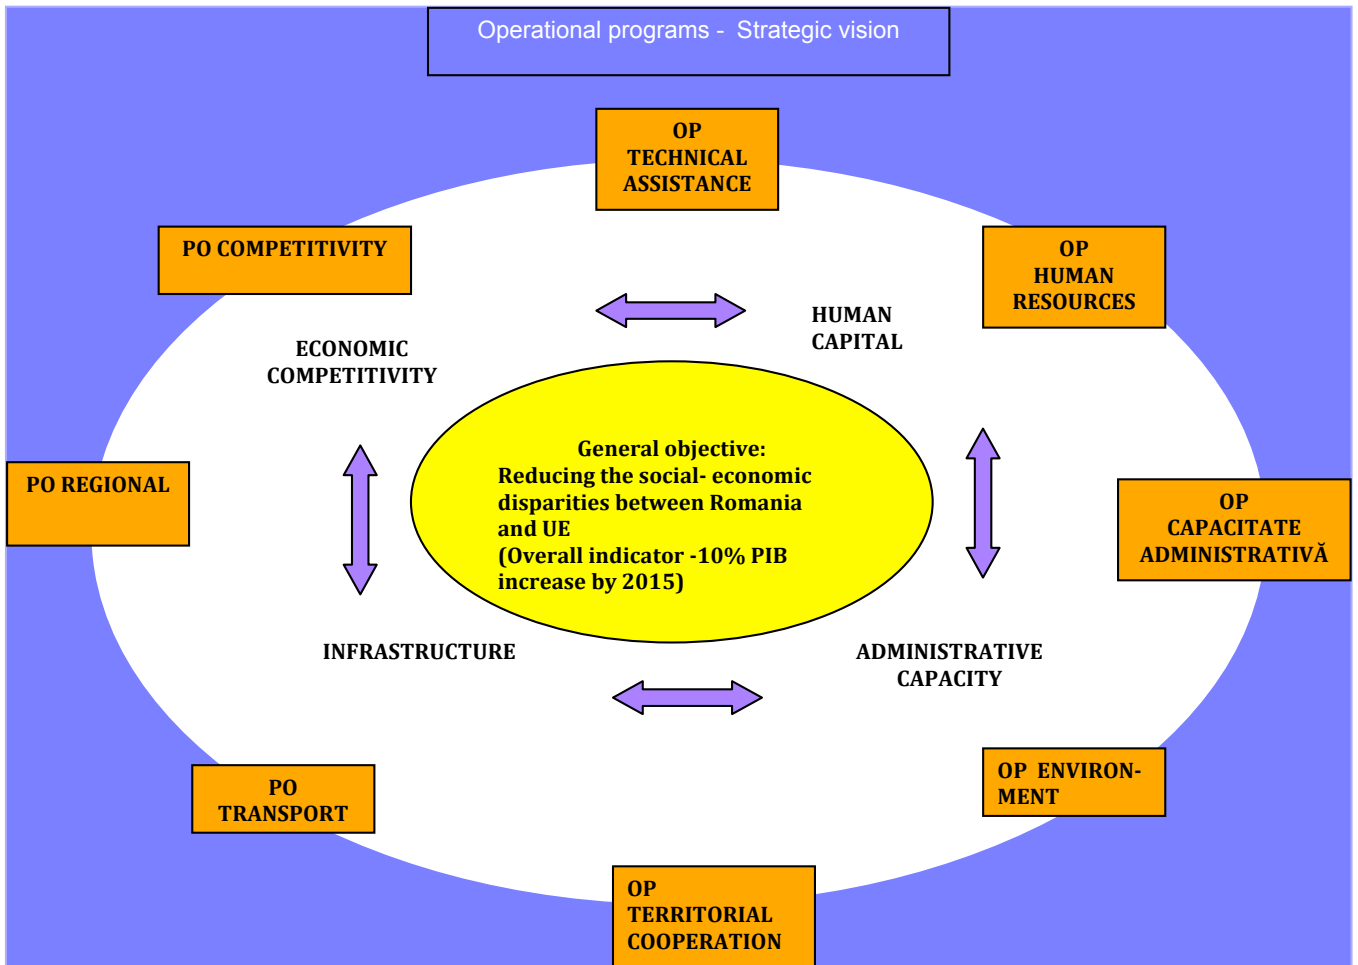 Operational programs - Strategic vision
OP
TECHNICAL
ASSISTANCE
PO COMPETITIVITY
OP
HUMAN
RESOURCES
HUMAN
CAPITAL
ECONOMIC
COMPETITIVITY
General objective:
Reducing the social- economic
disparities between Romania
and UE
(Overall indicator -10% PIB
increase by 2015)
PO REGIONAL
OP
CAPACITATE
ADMINISTRATIVĂ
INFRASTRUCTURE
ADMINISTRATIVE
CAPACITY
PO
TRANSPORT
OP ENVIRON-
MENT
OP
TERRITORIAL
COOPERATION